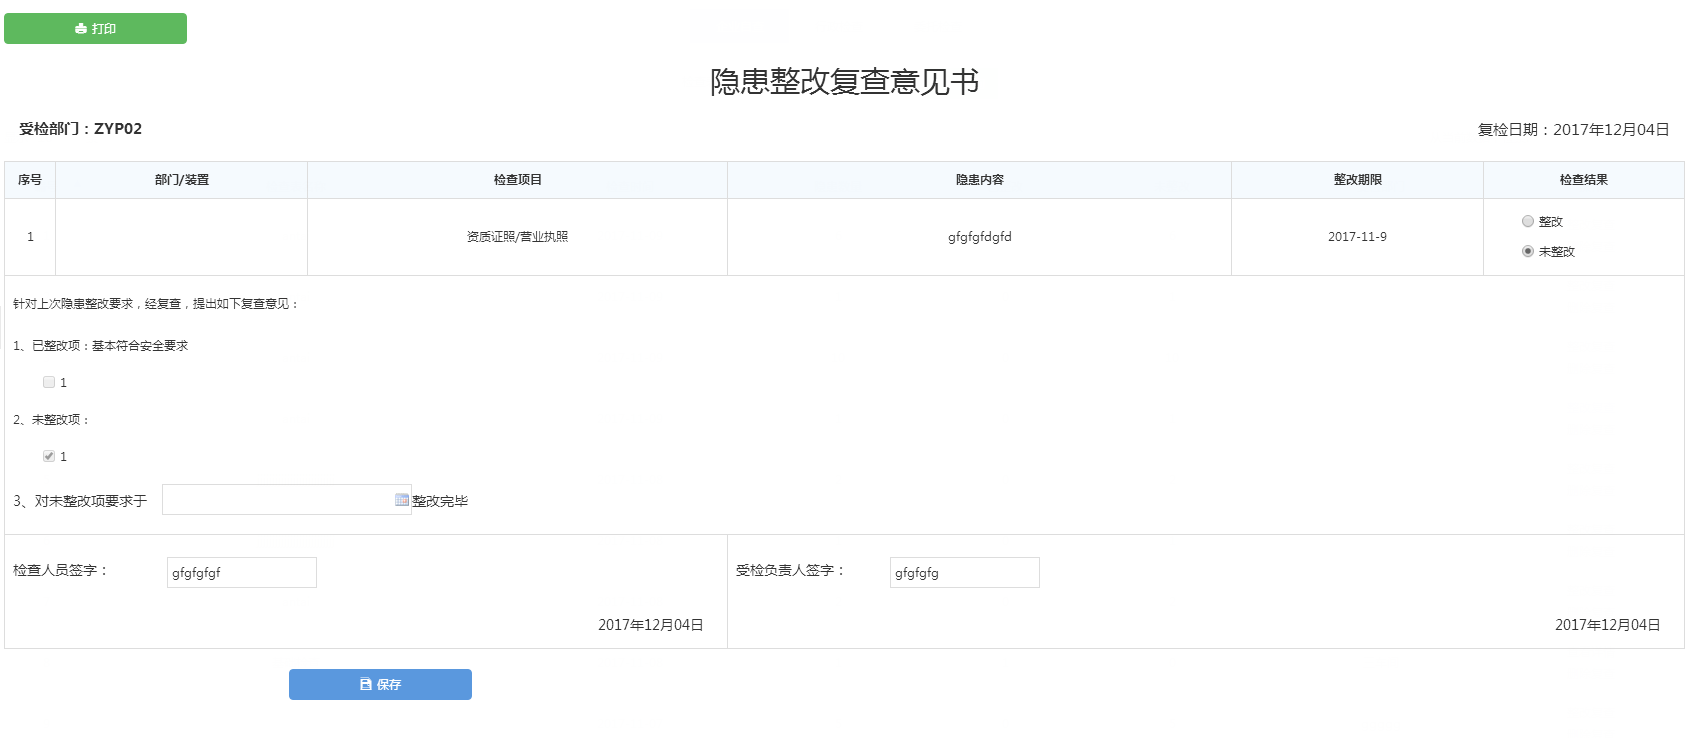 打印
隐患整改复查意见书
受检部门：ZYP02
复检日期：2017年12月04日
序号 部门/装置 检查项目 隐患内容 整改期限 检查结果
1 资质证照/营业执照 gfgfgfdgfd 2017-11-9
整改
未整改
针对上次隐患整改要求，经复查，提出如下复查意见：
1、已整改项：基本符合安全要求
1
2、未整改项：
1
3、对未整改项要求于 整改完毕
检查人员签字： gfgfgfgf
2017年12月04日
受检负责人签字： gfgfgfg
2017年12月04日
保存